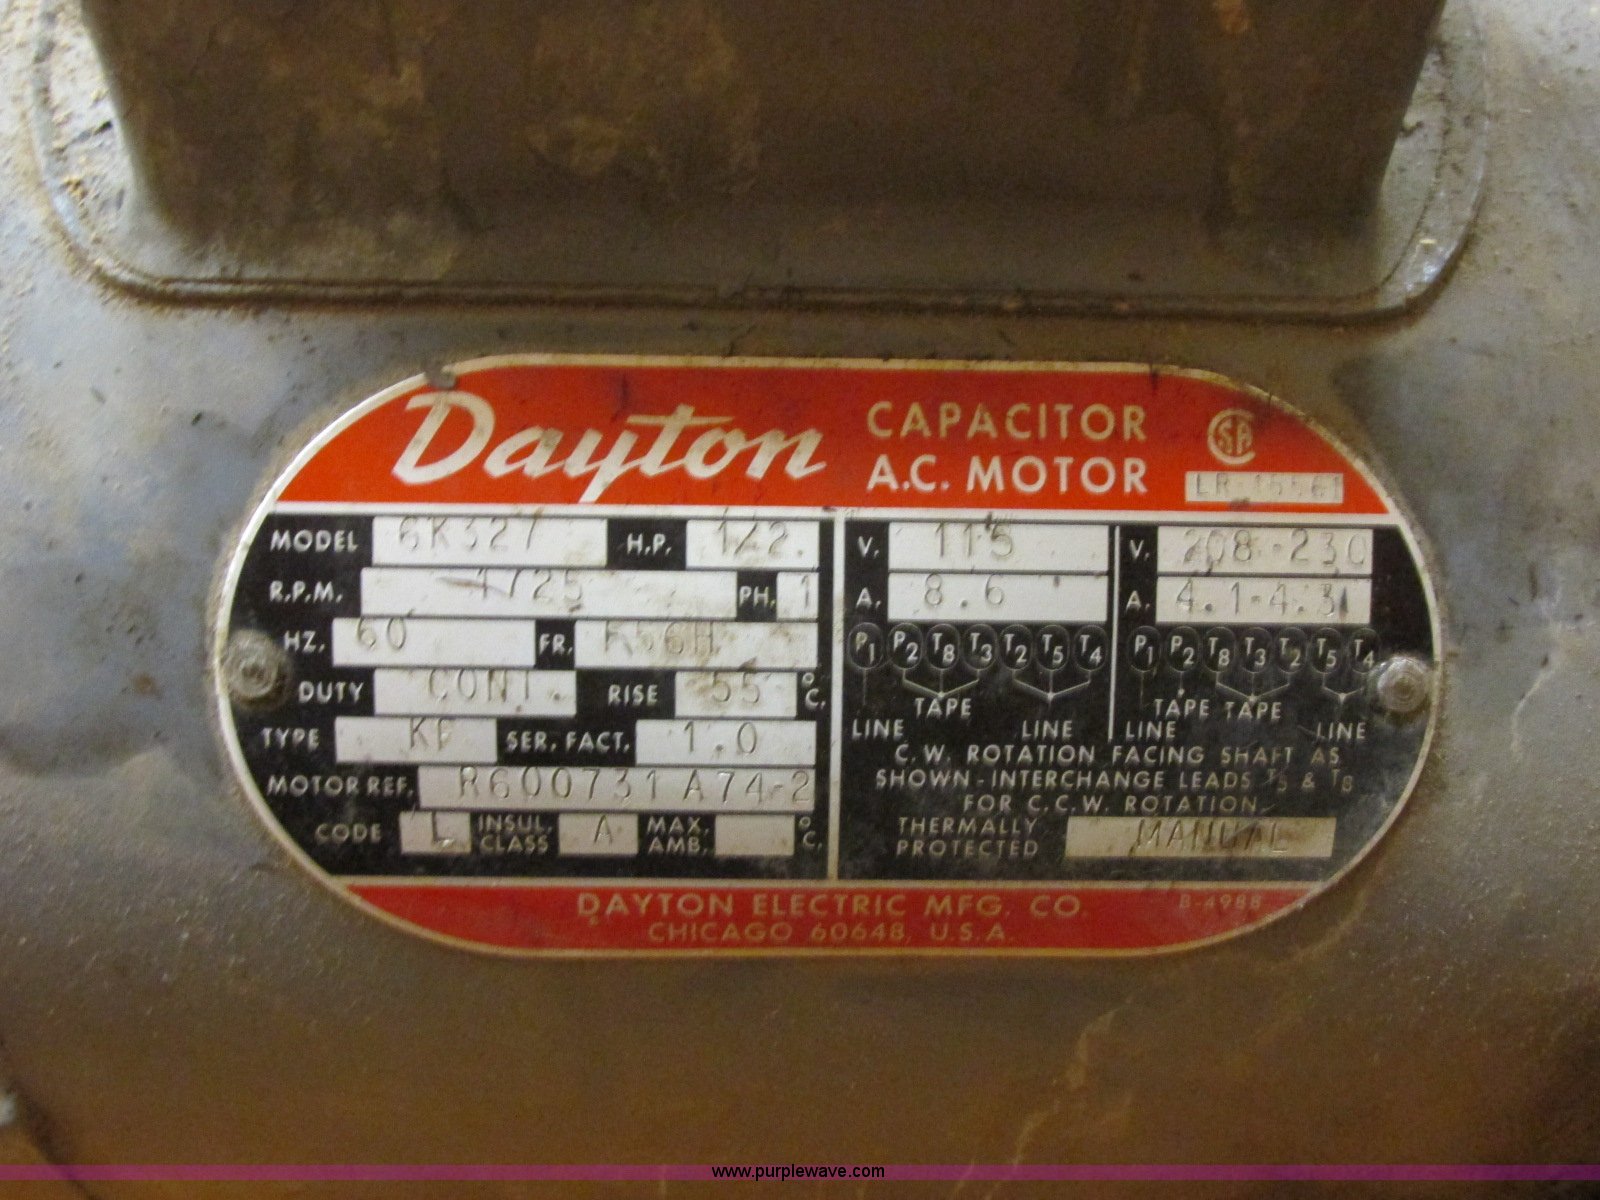 Dayton CAPACITOR A.C. MOTOR
LR 15561
MODEL 6K327 H.P. 1/2.
R.P.M. 1725 PH. 1
HZ. 60 FR. K56H
DUTY CONT. RISE 55 °C.
TYPE KC SER. FACT. 1.0
MOTOR REF. R600731 A74-2
CODE L INSUL. CLASS A MAX. AMB. °C.
V. 115
A. 8.6
P1 P2 T8 T3 T2 T5 T4
TAPE
LINE LINE
V. 208-230
A. 4.1-4.3
P1 P2 T8 T3 T2 T5 T4
TAPE TAPE
LINE LINE
C.W. ROTATION FACING SHAFT AS
SHOWN-INTERCHANGE LEADS T5 & T8
FOR C.C.W. ROTATION.
THERMALLY PROTECTED MANUAL
DAYTON ELECTRIC MFG. CO. B-4988
CHICAGO 60648, U.S.A.
www.purplewave.com